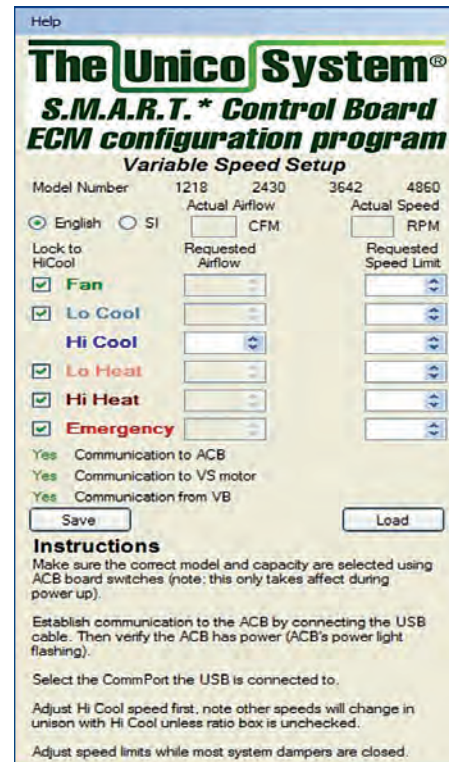 Help
The Unico System®
S.M.A.R.T.* Control Board
ECM configuration program
Variable Speed Setup
Model Number 1218 2430 3642 4860
Actual Airflow Actual Speed
English SI CFM RPM
Lock to HiCool Requested Airflow Requested Speed Limit
Fan
Lo Cool
Hi Cool
Lo Heat
Hi Heat
Emergency
Yes Communication to ACB
Yes Communication to VS motor
Yes Communication from VB
Save Load
Instructions
Make sure the correct model and capacity are selected using
ACB board switches (note: this only takes affect during
power up).
Establish communication to the ACB by connecting the USB
cable. Then verify the ACB has power (ACB's power light
flashing).
Select the CommPort the USB is connected to.
Adjust Hi Cool speed first, note other speeds will change in
unison with Hi Cool unless ratio box is unchecked.
Adjust speed limits while most system dampers are closed.